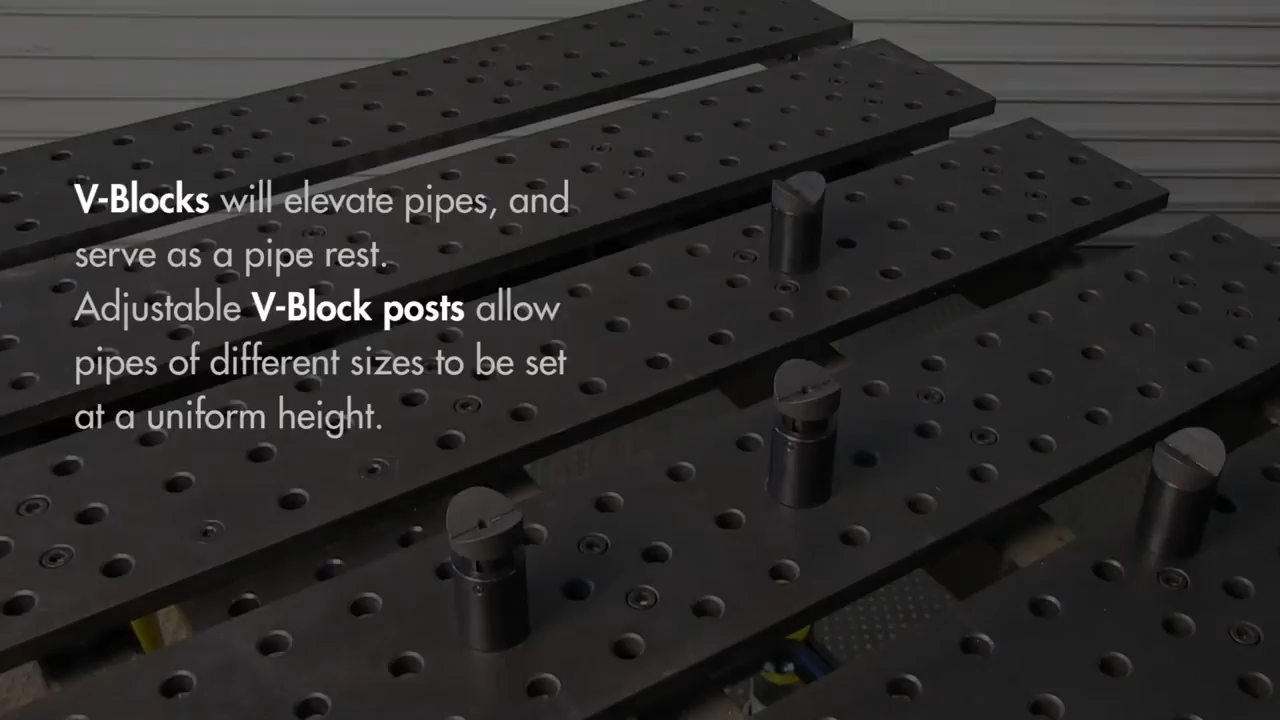 V-Blocks will elevate pipes, and
serve as a pipe rest.
Adjustable V-Block posts allow
pipes of different sizes to be set
at a uniform height.